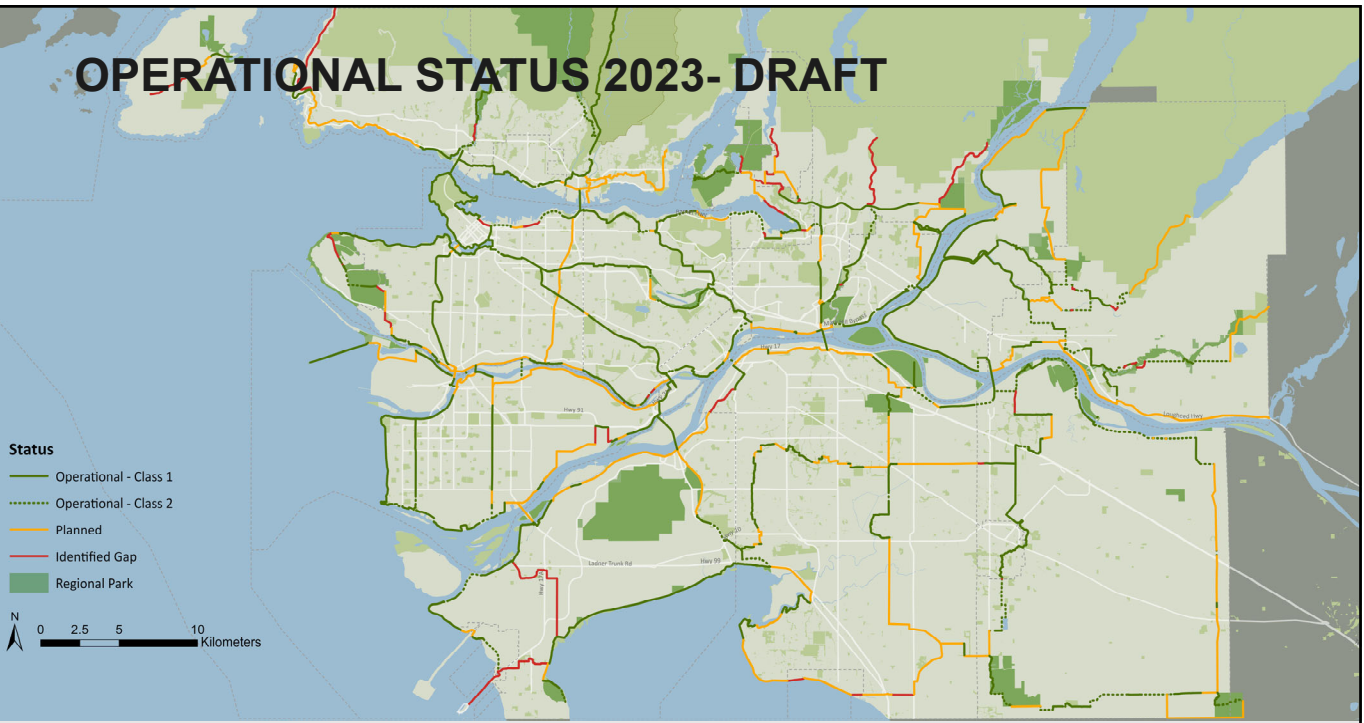 OPERATIONAL STATUS 2023- DRAFT
Hwy 17
Hwy 91
Lougheed Hwy
Status
Operational - Class 1
Operational - Class 2
Planned
Identified Gap
Regional Park
Ladner Trunk Rd
Hwy 99
N
0 2.5 5 10
Kilometers